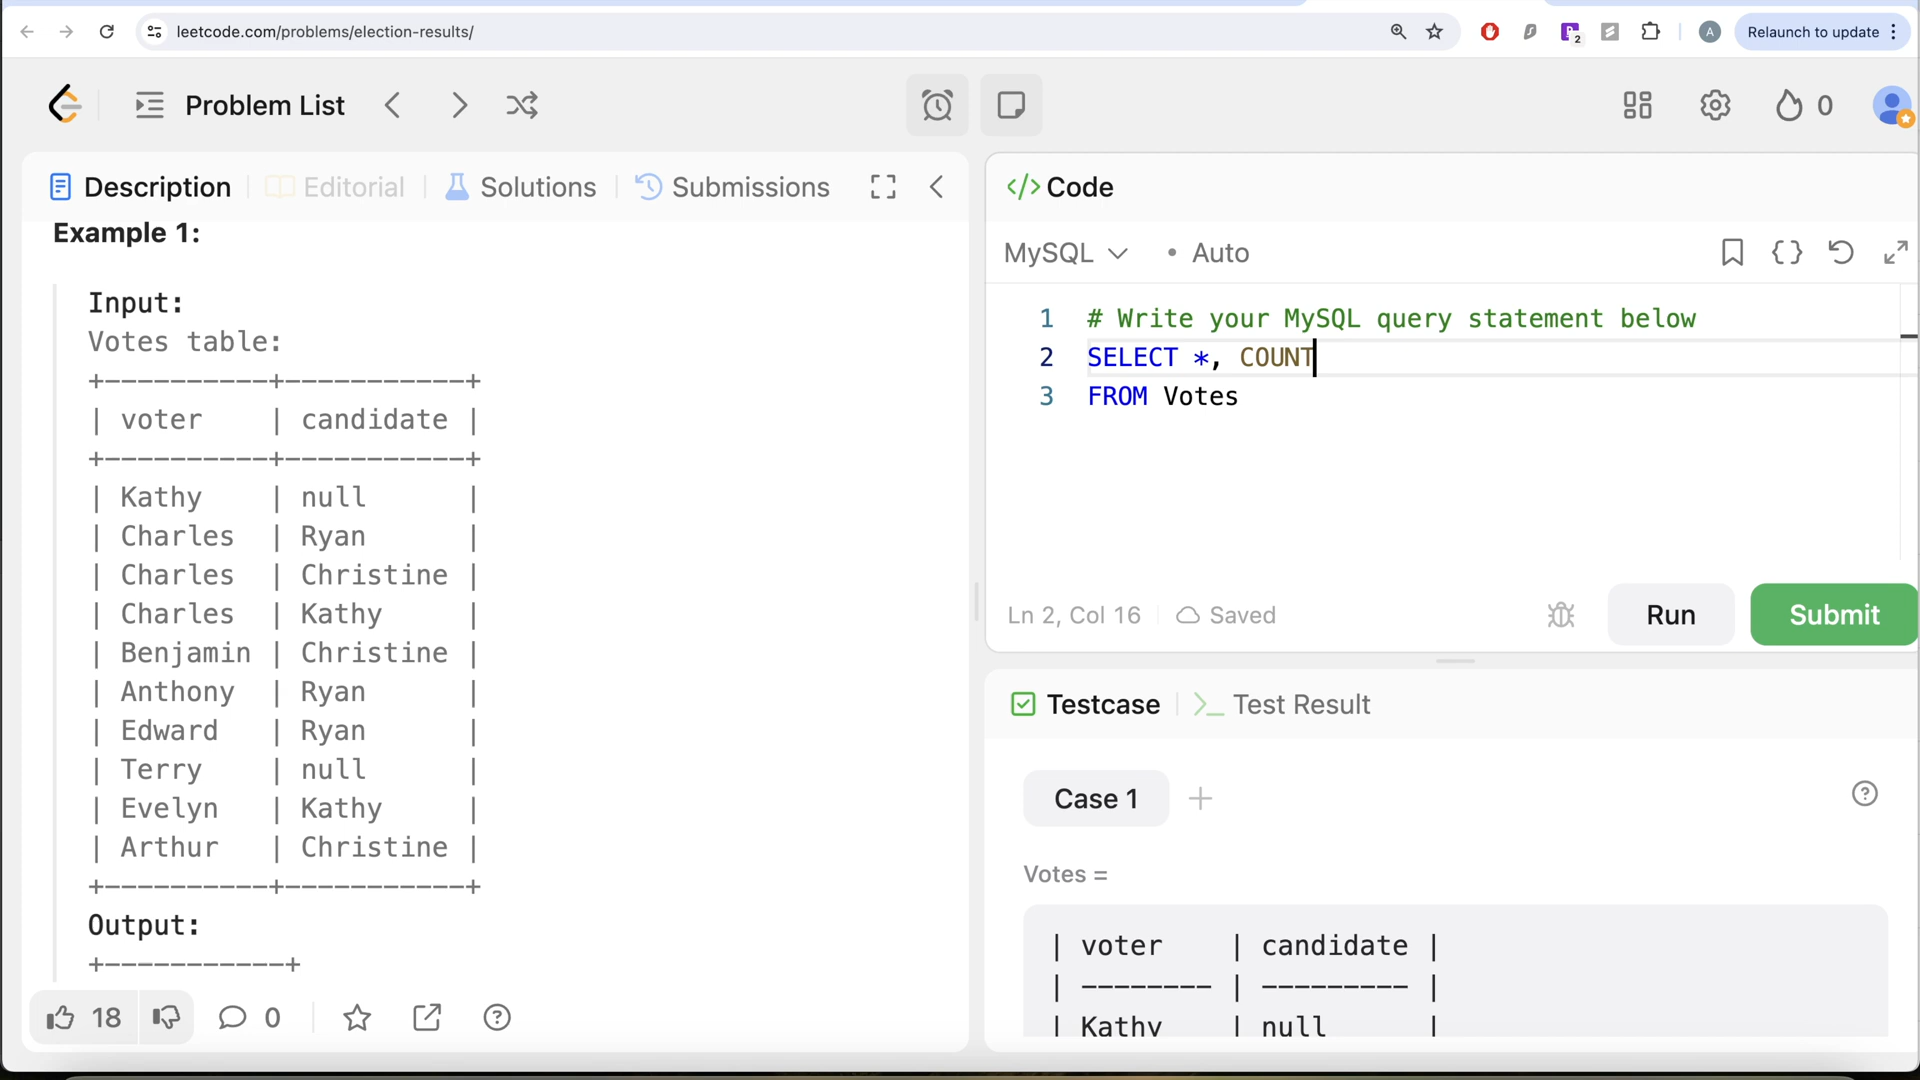 leetcode.com/problems/election-results/
2
A
Relaunch to update
Problem List
0
Description
Editorial
Solutions
Submissions
Example 1:
Input:
Votes table:
+----------+-----------+
| voter    | candidate |
+----------+-----------+
| Kathy    | null      |
| Charles  | Ryan      |
| Charles  | Christine |
| Charles  | Kathy     |
| Benjamin | Christine |
| Anthony  | Ryan      |
| Edward   | Ryan      |
| Terry    | null      |
| Evelyn   | Kathy     |
| Arthur   | Christine |
+----------+-----------+
Output:
+-----------+
18
0
</> Code
MySQL
• Auto
1 # Write your MySQL query statement below
2 SELECT *, COUNT
3 FROM Votes
Ln 2, Col 16
Saved
Run
Submit
Testcase
Test Result
Case 1
Votes =
| voter    | candidate |
| -------- | --------- |
| Kathy    | null      |